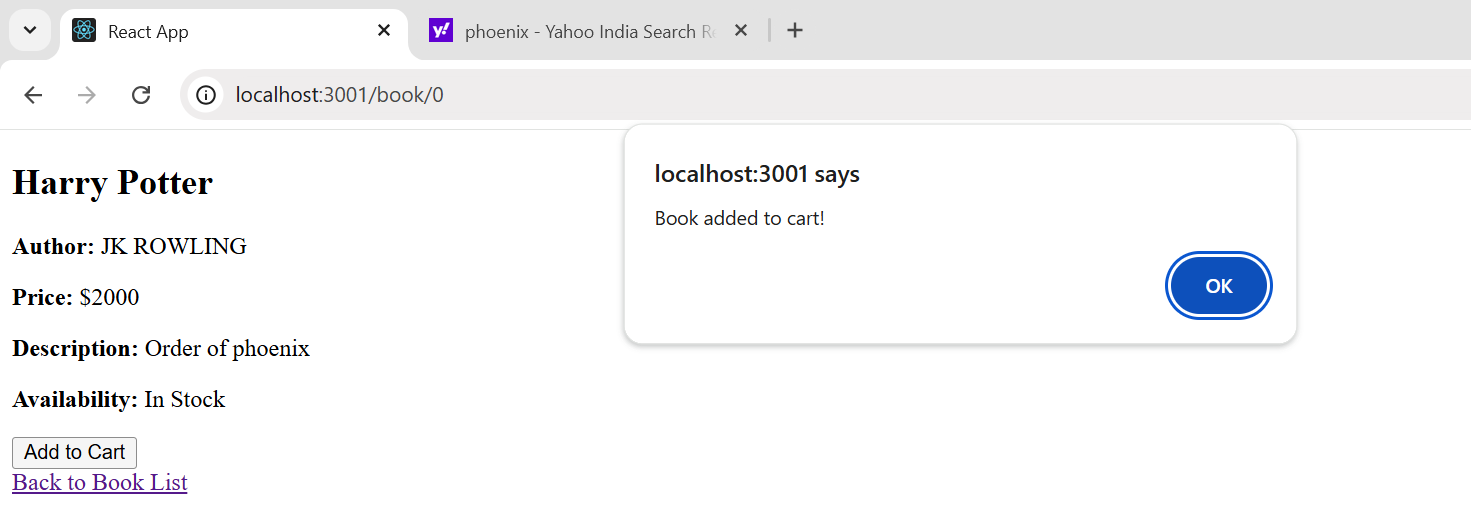 React App
phoenix - Yahoo India Search Re
localhost:3001/book/0
localhost:3001 says
Book added to cart!
OK
Harry Potter
Author: JK ROWLING
Price: $2000
Description: Order of phoenix
Availability: In Stock
Add to Cart
Back to Book List